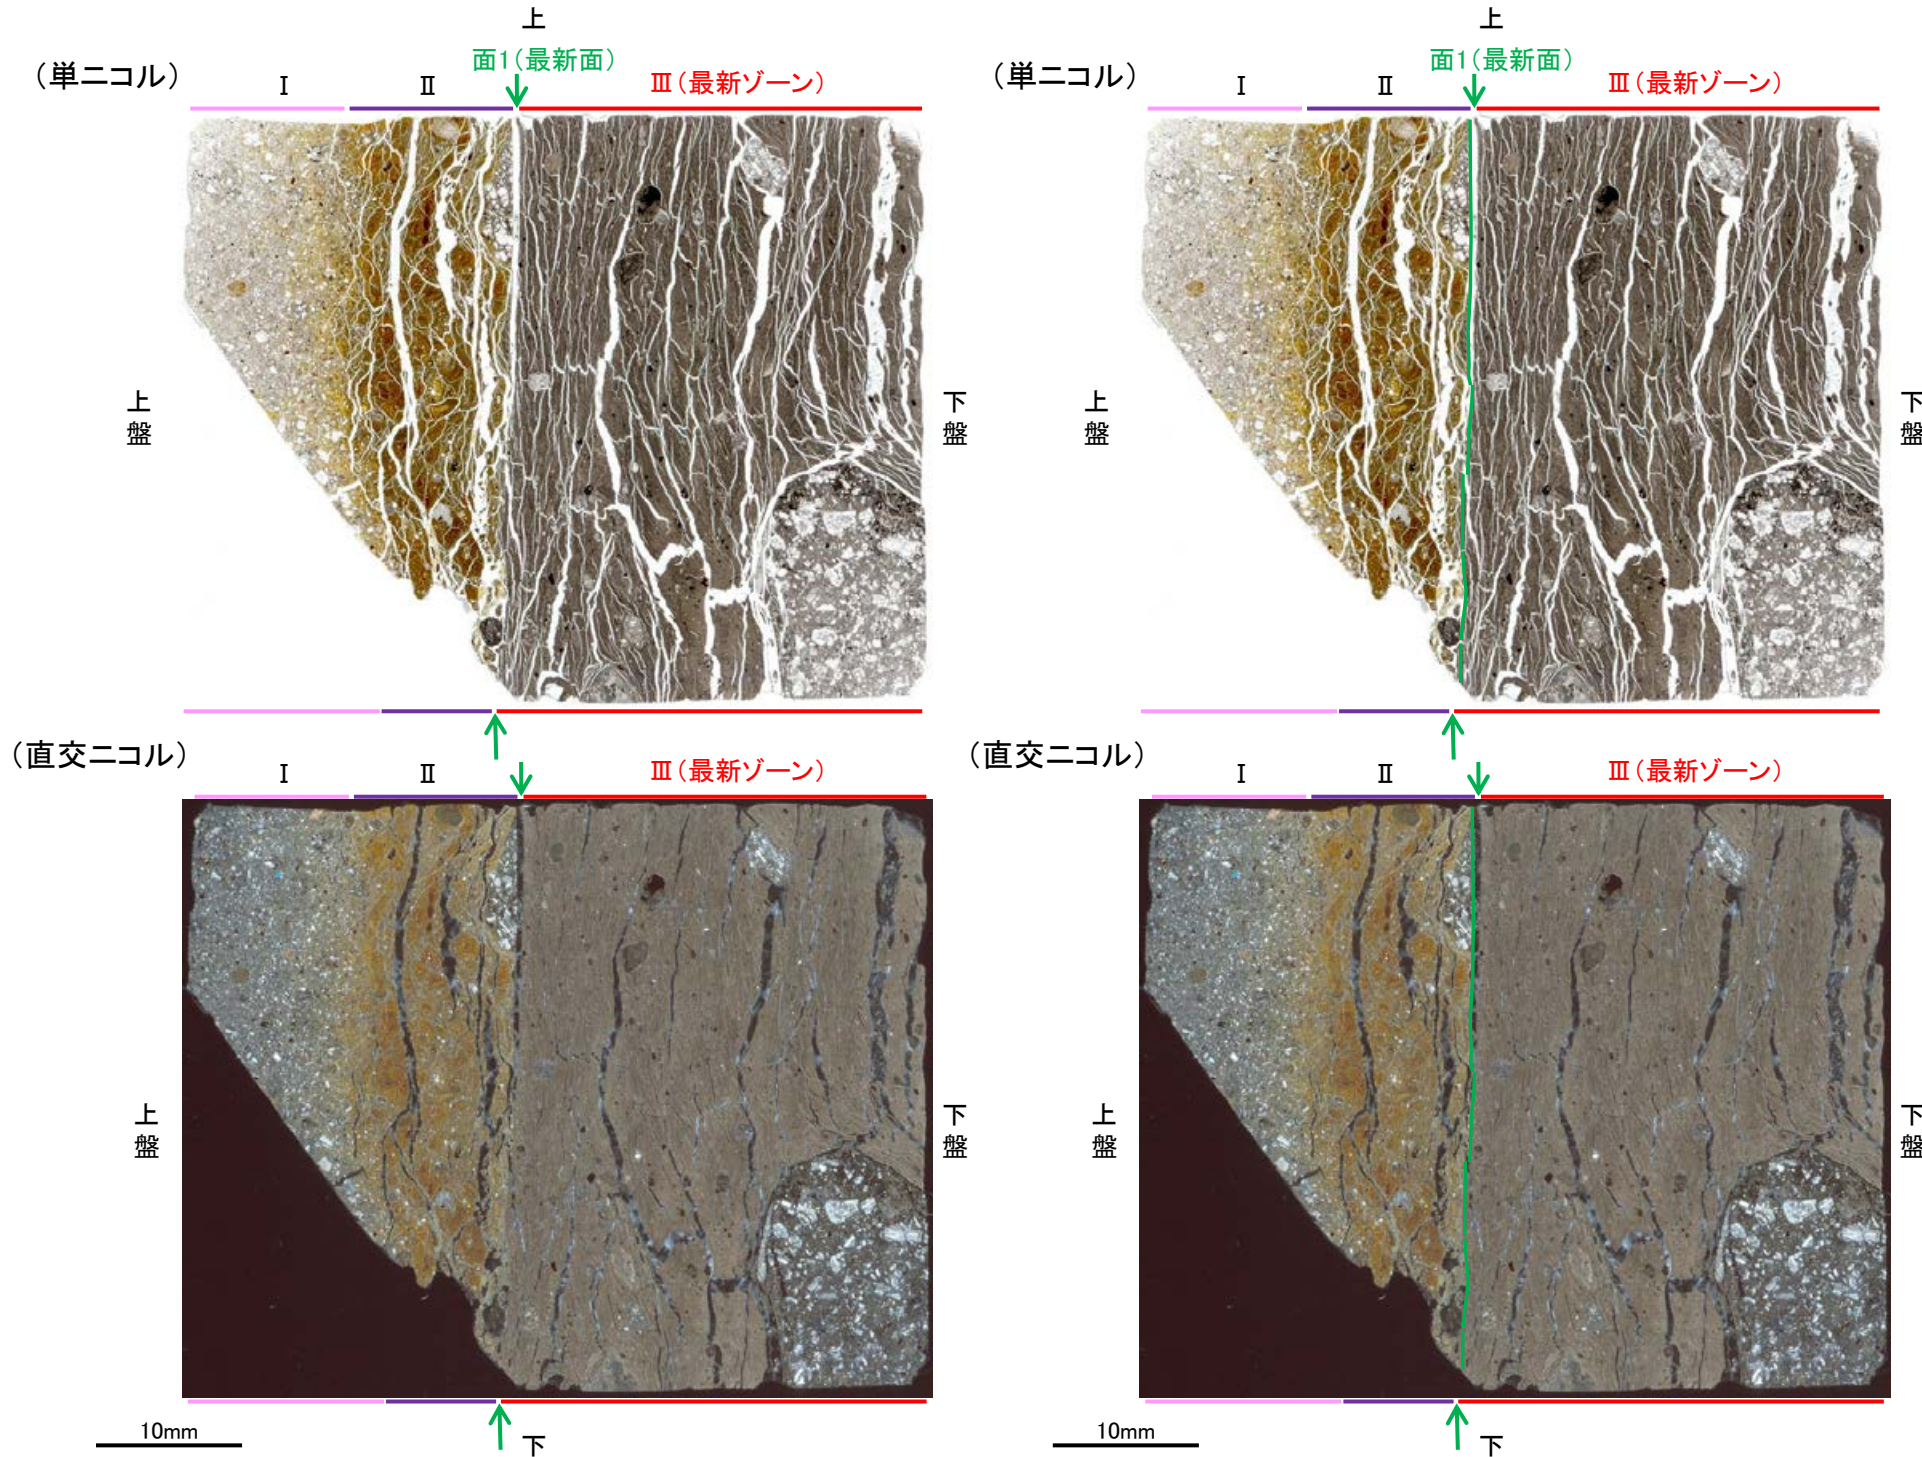 上
上
面1(最新面)
面1(最新面)
(単ニコル)
Ⅰ
Ⅱ
Ⅲ(最新ゾーン)
(単ニコル)
Ⅰ
Ⅱ
Ⅲ(最新ゾーン)
上盤
下盤
上盤
下盤
(直交ニコル)
Ⅰ
Ⅱ
Ⅲ(最新ゾーン)
(直交ニコル)
Ⅰ
Ⅱ
Ⅲ(最新ゾーン)
上盤
下盤
上盤
下盤
10mm
下
10mm
下